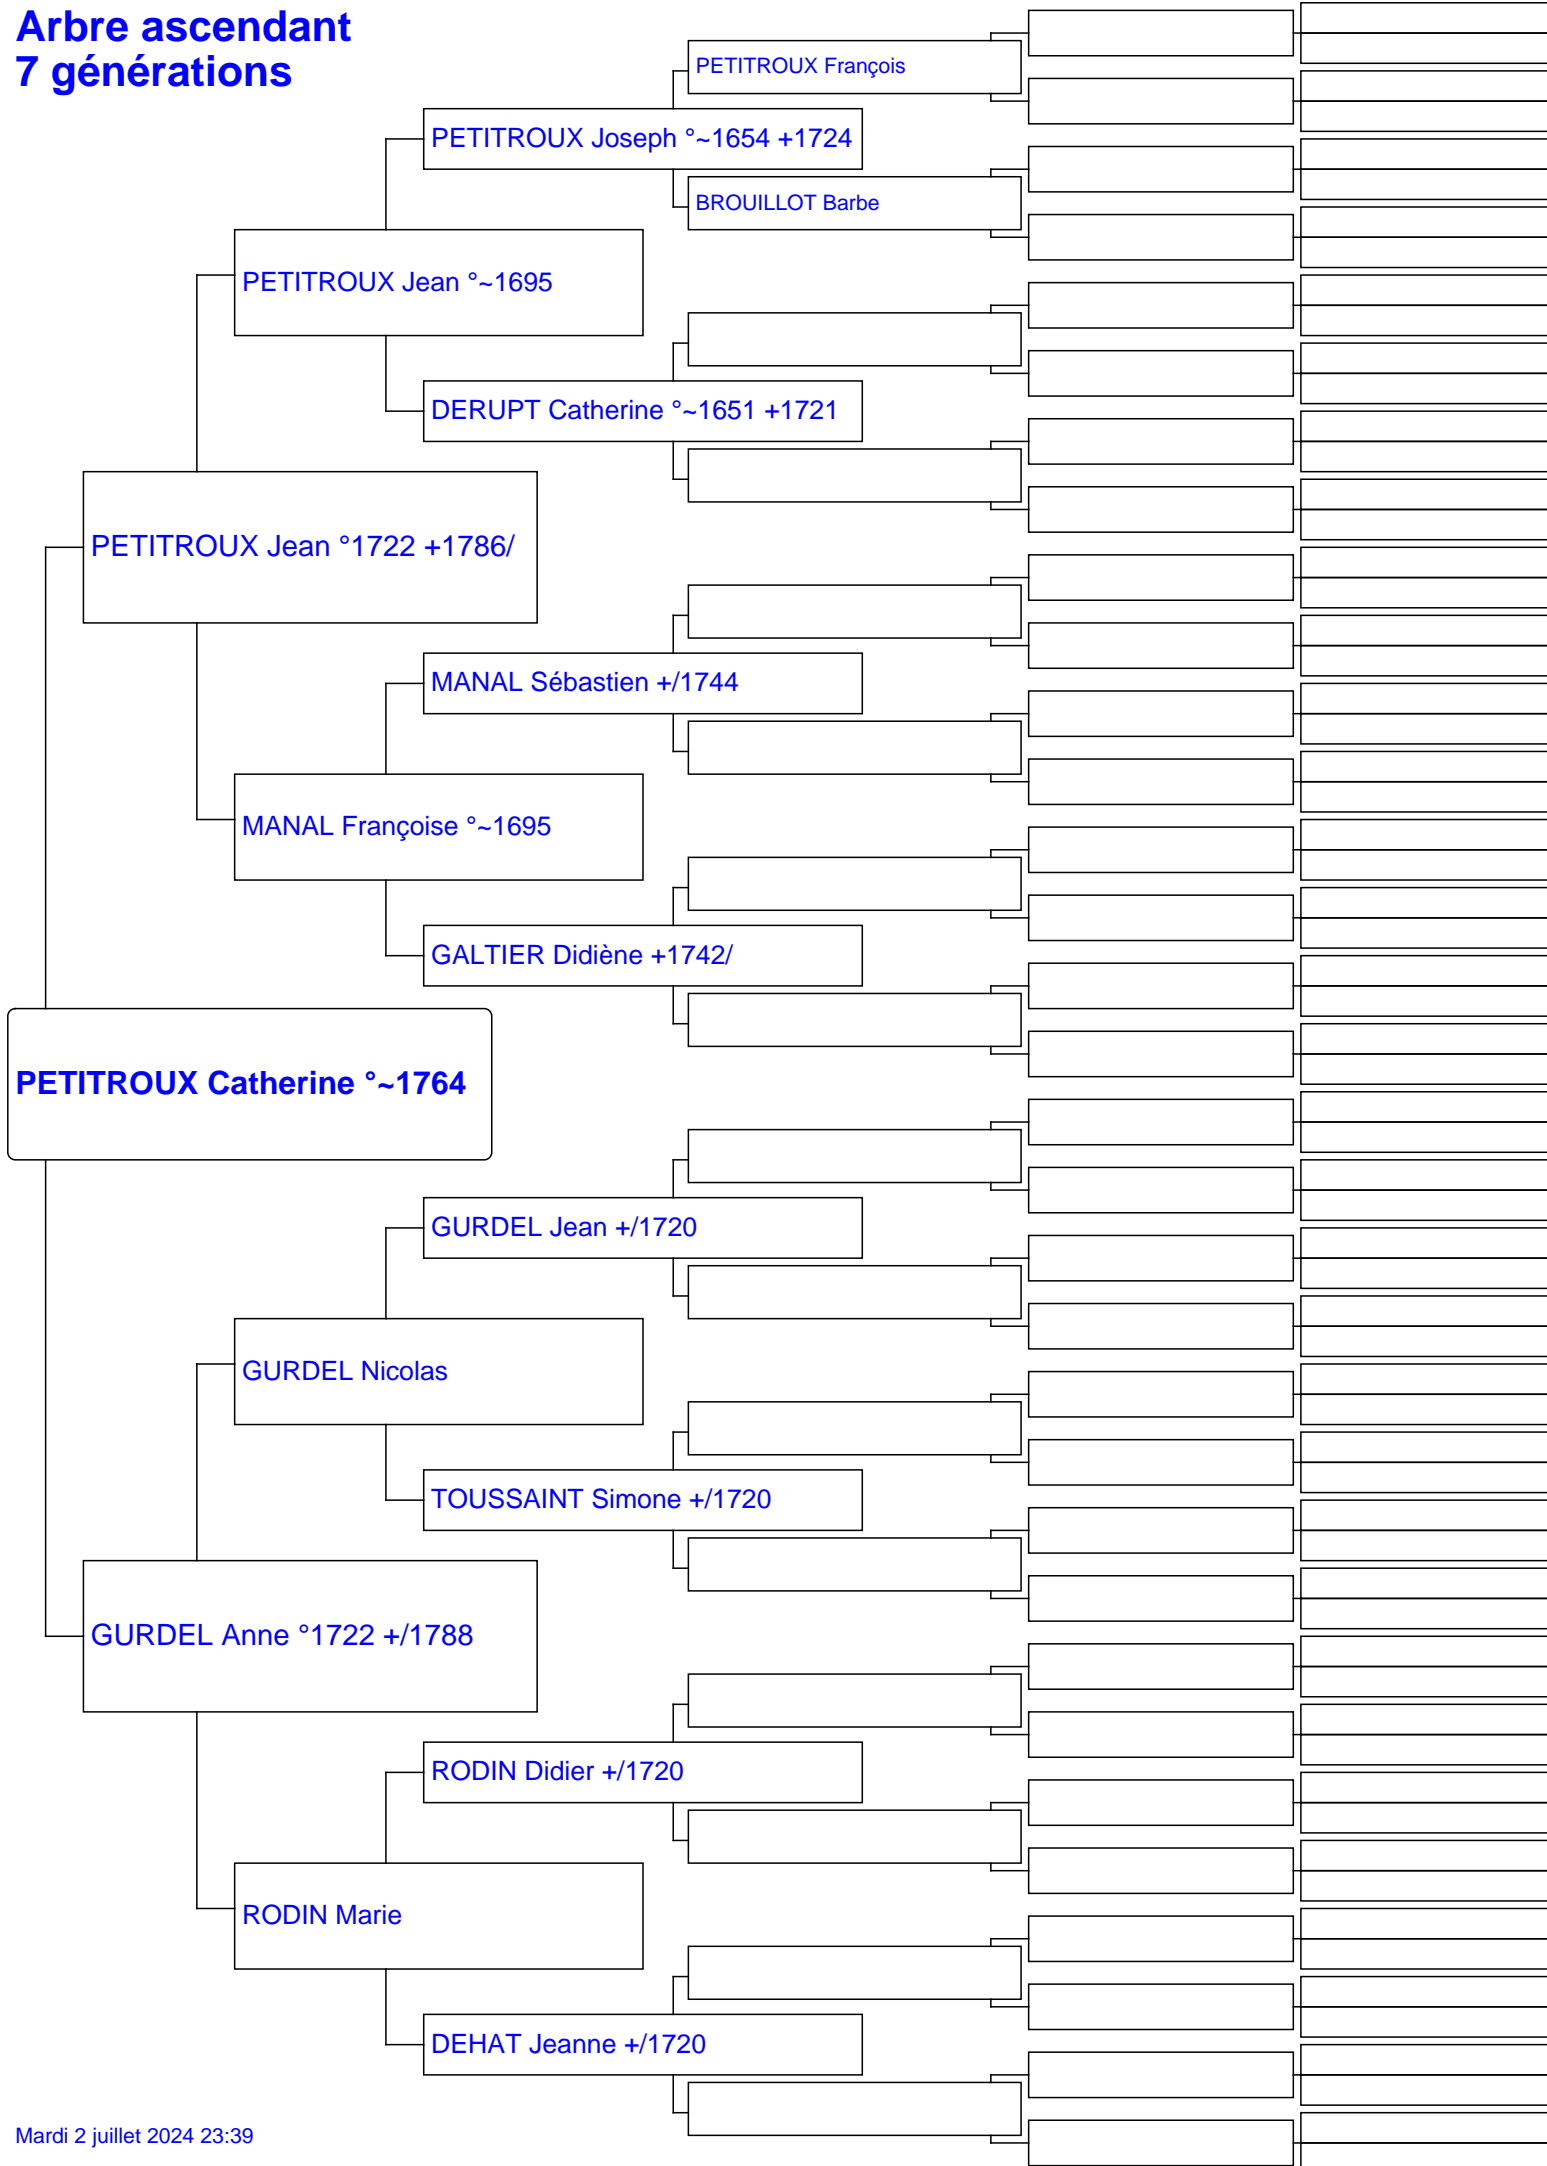 Arbre ascendant
7 générations
PETITROUX François
PETITROUX Joseph °~1654 +1724
BROUILLOT Barbe
PETITROUX Jean °~1695
DERUPT Catherine °~1651 +1721
PETITROUX Jean °1722 +1786/
MANAL Sébastien +/1744
MANAL Françoise °~1695
GALTIER Didiène +1742/
PETITROUX Catherine °~1764
GURDEL Jean +/1720
GURDEL Nicolas
TOUSSAINT Simone +/1720
GURDEL Anne °1722 +/1788
RODIN Didier +/1720
RODIN Marie
DEHAT Jeanne +/1720
Mardi 2 juillet 2024 23:39